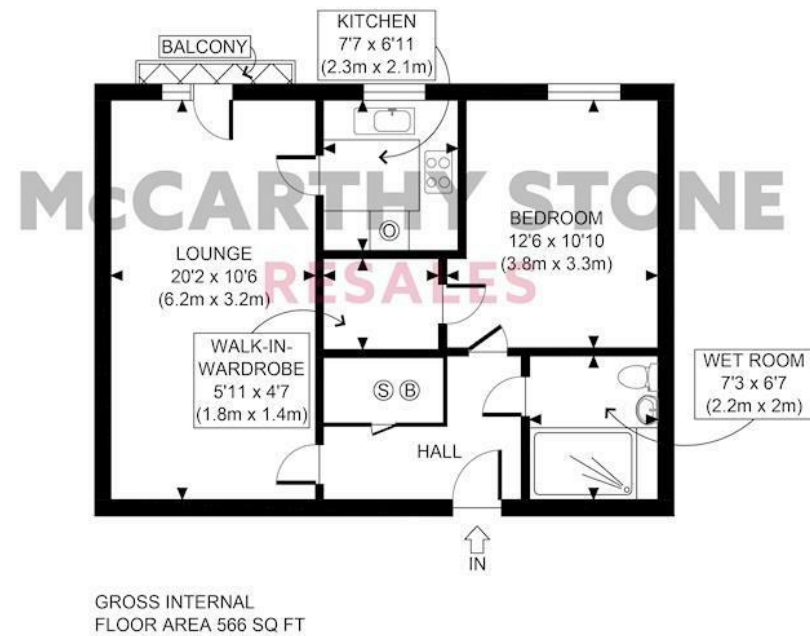 BALCONY
KITCHEN
7'7 x 6'11
(2.3m x 2.1m)
McCARTHY STONE
RESALES
LOUNGE
20'2 x 10'6
(6.2m x 3.2m)
BEDROOM
12'6 x 10'10
(3.8m x 3.3m)
WALK-IN-
WARDROBE
5'11 x 4'7
(1.8m x 1.4m)
S B
O
WET ROOM
7'3 x 6'7
(2.2m x 2m)
HALL
IN
GROSS INTERNAL
FLOOR AREA 566 SQ FT